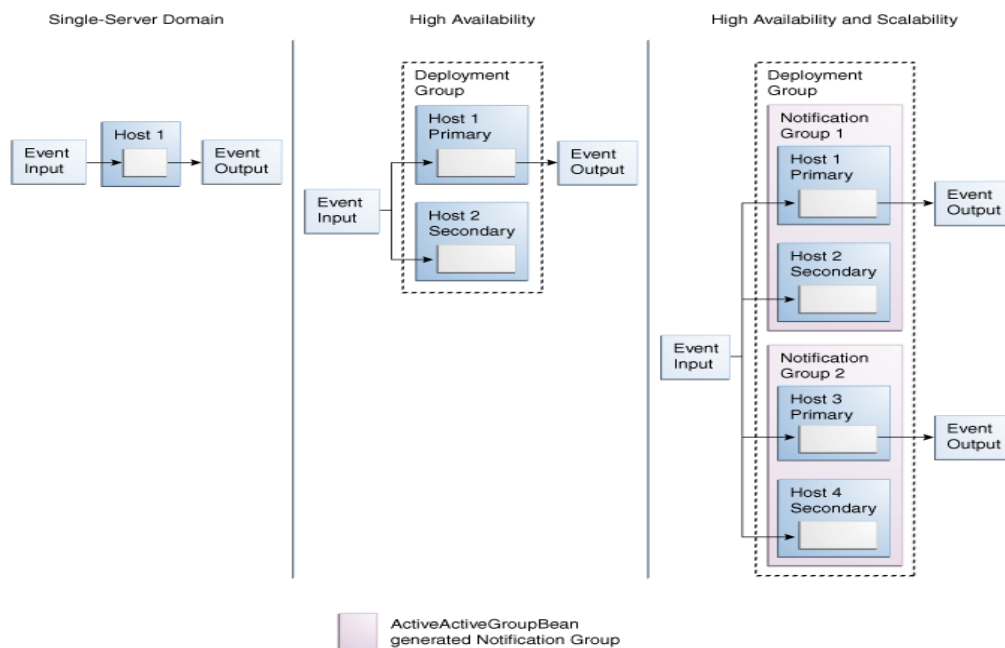 Single-Server Domain
Event
Input
Host 1
Event
Output
High Availability
Deployment
Group
Host 1
Primary
Event
Input
Host 2
Secondary
Event
Output
High Availability and Scalability
Deployment
Group
Notification
Group 1
Host 1
Primary
Event
Output
Host 2
Secondary
Event
Input
Notification
Group 2
Host 3
Primary
Event
Output
Host 4
Secondary
ActiveActiveGroupBean
generated Notification Group